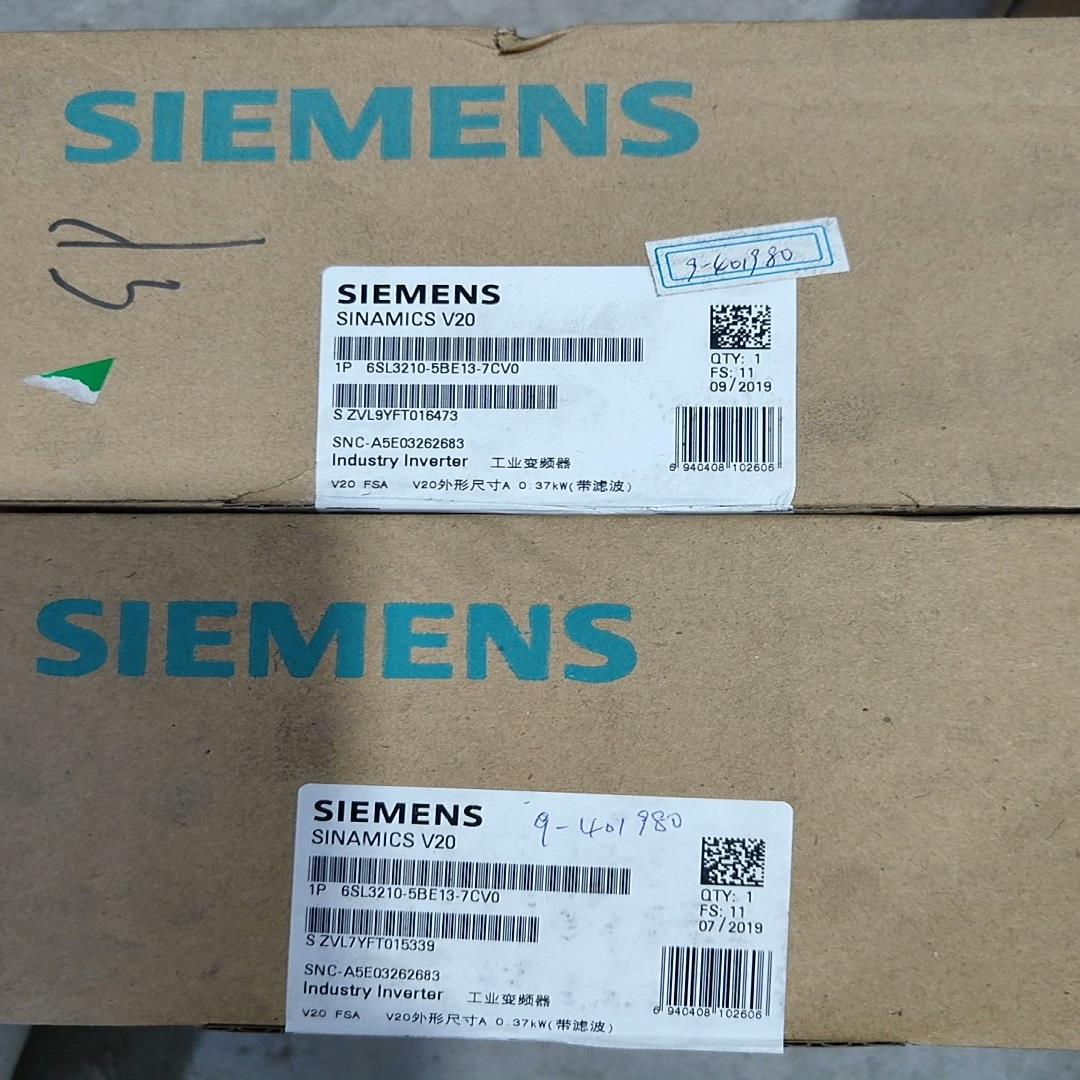 SIEMENS
9-401980
SIEMENS
SINAMICS V20
1P 6SL3210-5BE13-7CV0
QTY: 1
FS: 11
09/2019
S ZVL9YFT016473
SNC-A5E03262683
Industry Inverter 工业变频器
6 940408 102606
V20 FSA V20外形尺寸A 0.37kW(带滤波)
SIEMENS
SIEMENS 9-401980
SINAMICS V20
1P 6SL3210-5BE13-7CV0
QTY: 1
FS: 11
07/2019
S ZVL7YFT015339
SNC-A5E03262683
Industry Inverter 工业变频器
6 940408 102606
V20 FSA V20外形尺寸A 0.37kW(带滤波)